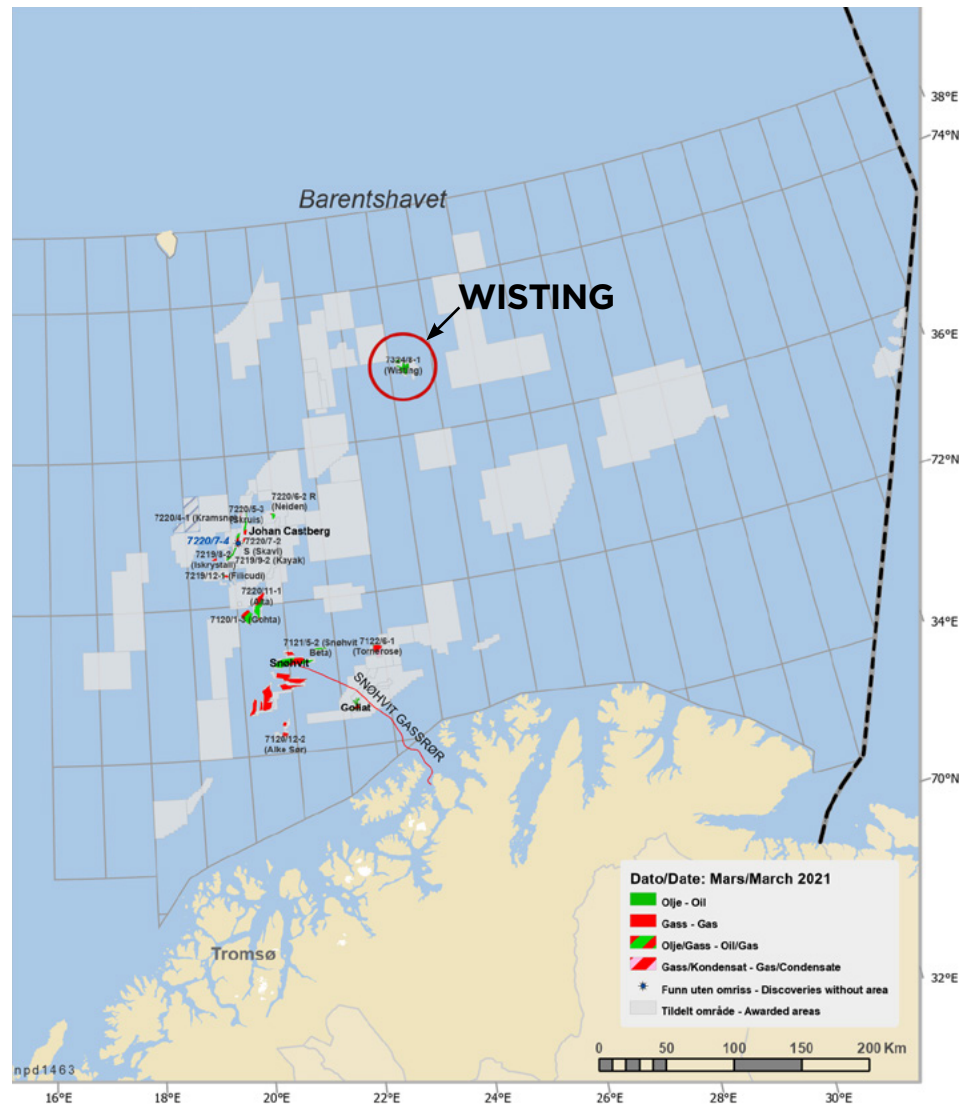 38°E
74°N
Barentshavet
WISTING
36°E
7324/8-1
(Wisting)
72°N
7220/6-2 R
(Neiden)
7220/5-3
(Skruis)
7220/4-1 (Kramsnø)
Johan Castberg
7220/7-4
7220/7-2
S (Skavl)
7219/8-2
(Iskrystall)
7219/9-2 (Kayak)
7219/12-1 (Filicudi)
7220/11-1
(Alta)
7120/1-3 (Gohta)
34°E
7121/5-2 (Snøhvit
Beta)
7122/6-1
(Tornerose)
Snøhvit
SNØHVIT GASSRØR
Goliat
7120/12-2
(Alke Sør)
70°N
Dato/Date: Mars/March 2021
Olje - Oil
Gass - Gas
Olje/Gass - Oil/Gas
Gass/Kondensat - Gas/Condensate
Funn uten omriss - Discoveries without area
Tildelt område - Awarded areas
Tromsø
32°E
0 50 100 150 200 Km
npd1463
16°E 18°E 20°E 22°E 24°E 26°E 28°E 30°E